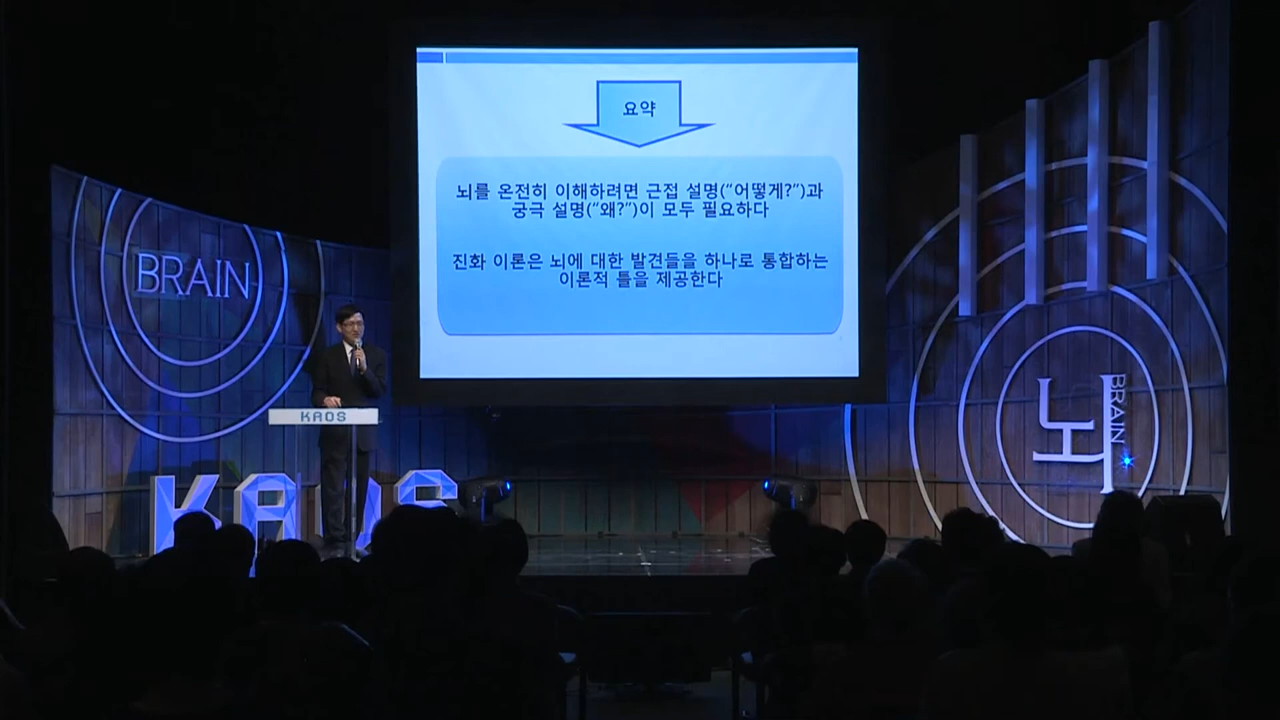 요약
뇌를 온전히 이해하려면 근접 설명(“어떻게?”)과
궁극 설명(“왜?”)이 모두 필요하다
진화 이론은 뇌에 대한 발견들을 하나로 통합하는
이론적 틀을 제공한다
BRAIN
KAOS
KAOS
뇌
BRAIN